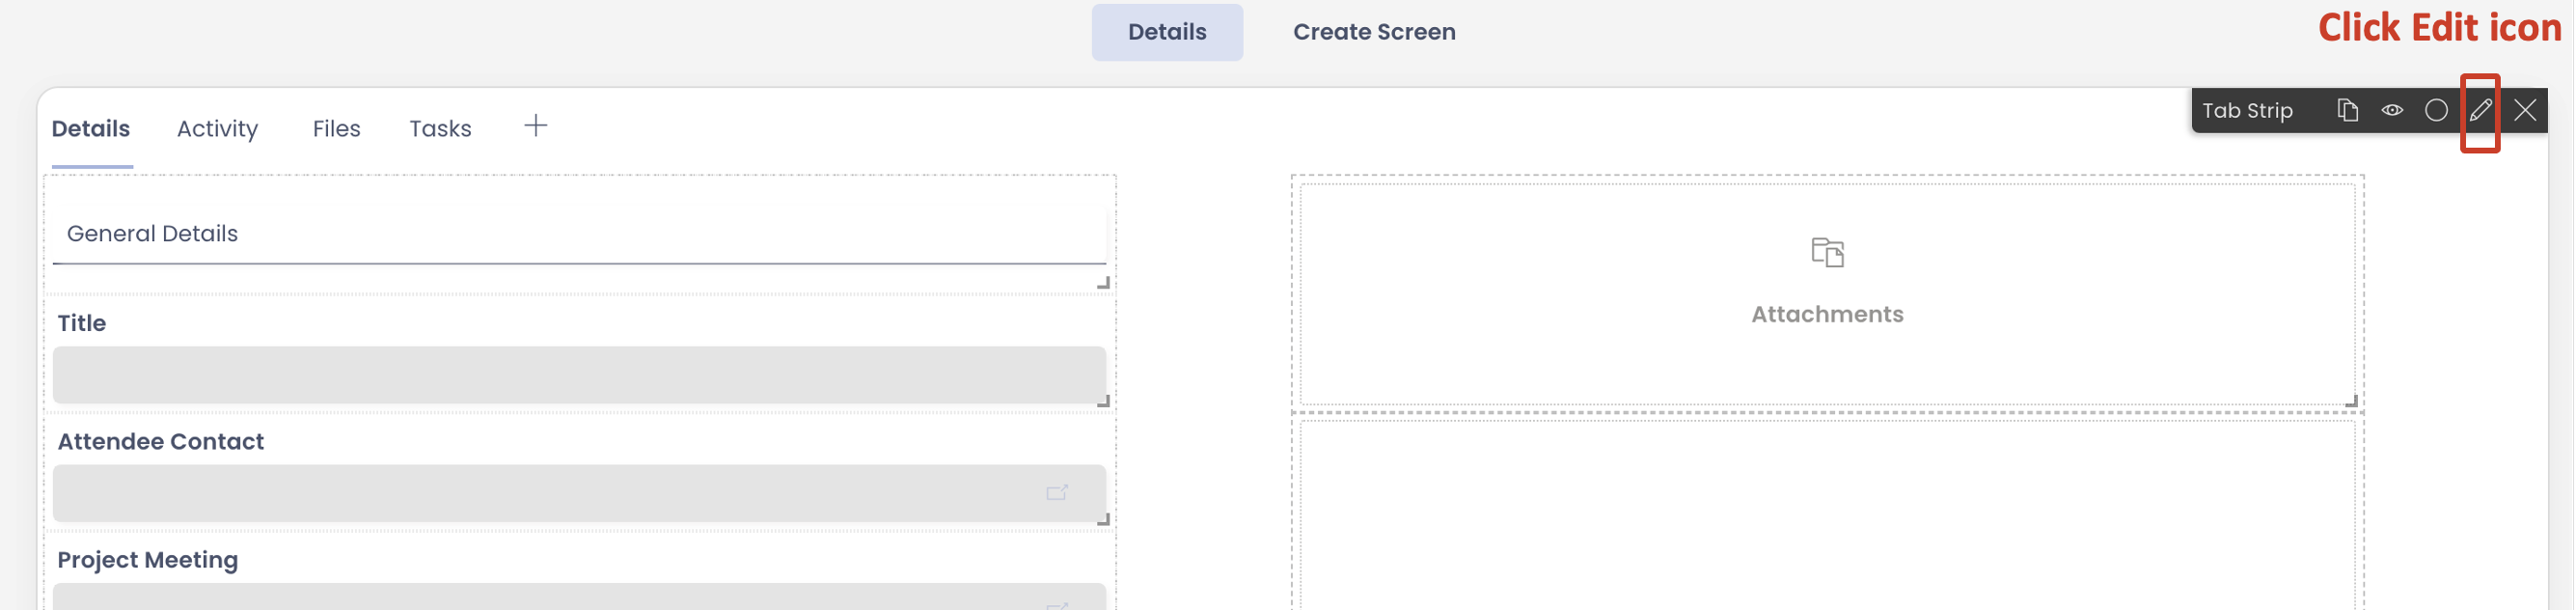 Details Create Screen
Click Edit icon
Details Activity Files Tasks
Tab Strip
General Details
Attachments
Title
Attendee Contact
Project Meeting